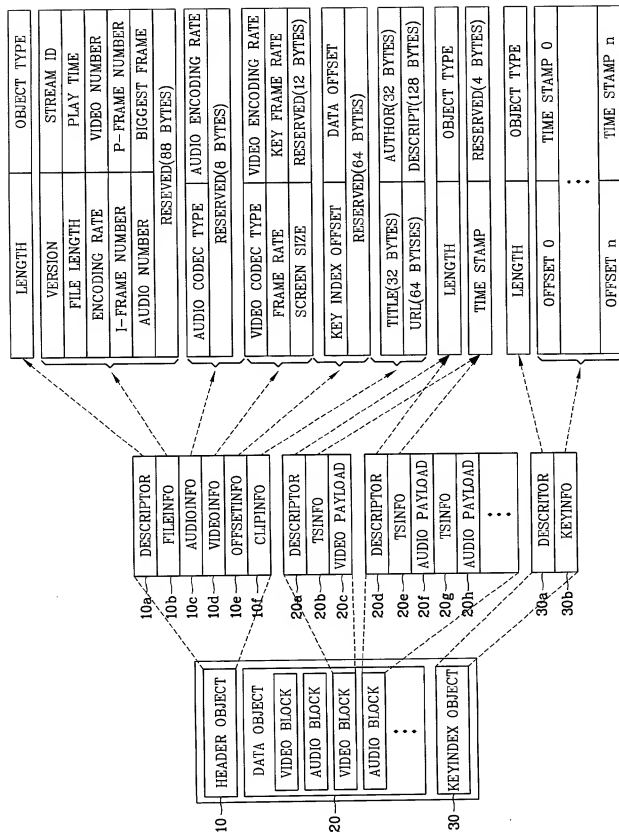 10
HEADER OBJECT
20
DATA OBJECT
VIDEO BLOCK
AUDIO BLOCK
VIDEO BLOCK
AUDIO BLOCK
⋮
30
KEYINDEX OBJECT
10a DESCRIPTOR
10b FILEINFO
10c AUDIOINFO
10d VIDEOINFO
10e OFFSETINFO
10f CLIPINFO
20a DESCRIPTOR
20b TSINFO
20c VIDEO PAYLOAD
20d DESCRIPTOR
20e TSINFO
20f AUDIO PAYLOAD
20g TSINFO
20h AUDIO PAYLOAD
⋮
30a DESCRITOR
30b KEYINFO
LENGTH OBJECT TYPE
VERSION STREAM ID
FILE LENGTH PLAY TIME
ENCODING RATE VIDEO NUMBER
I-FRAME NUMBER P-FRAME NUMBER
AUDIO NUMBER BIGGEST FRAME
RESEVED(88 BYTES)
AUDIO CODEC TYPE AUDIO ENCODING RATE
RESERVED(8 BYTES)
VIDEO CODEC TYPE VIDEO ENCODING RATE
FRAME RATE KEY FRAME RATE
SCREEN SIZE RESERVED(12 BYTES)
KEY INDEX OFFSET DATA OFFSET
RESERVED(64 BYTES)
TITLE(32 BYTES) AUTHOR(32 BYTES)
URL(64 BYTSES) DESCRIPT(128 BYTES)
LENGTH OBJECT TYPE
TIME STAMP RESERVED(4 BYTES)
LENGTH OBJECT TYPE
OFFSET 0 TIME STAMP 0
⋮
OFFSET n TIME STAMP n